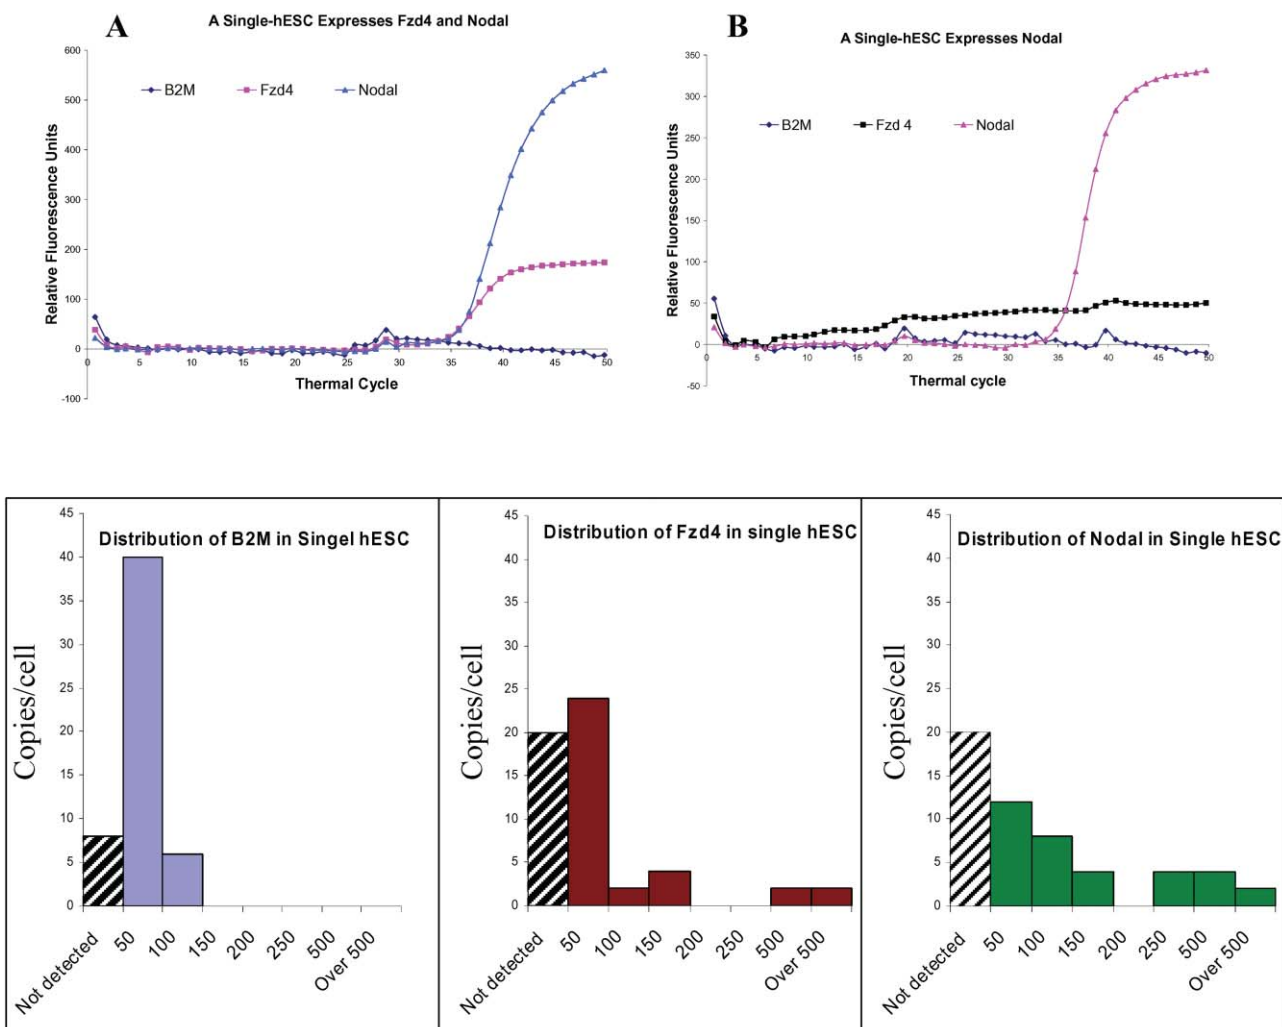 A
A Single-hESC Expresses Fzd4 and Nodal
B2M Fzd4 Nodal
Relative Fluorescence Units
600
500
400
300
200
100
0
-100
0 5 10 15 20 25 30 35 40 45 50
Thermal Cycle
B
A Single-hESC Expresses Nodal
B2M Fzd 4 Nodal
Relative Fluorescence Units
350
300
250
200
150
100
50
0
-50
0 5 10 15 20 25 30 35 40 45 50
Thermal cycle
Distribution of B2M in Singel hESC
Copies/cell
45
40
35
30
25
20
15
10
5
0
Not detected 50 100 150 200 250 500 Over 500
Distribution of Fzd4 in single hESC
Copies/cell
45
40
35
30
25
20
15
10
5
0
Not detected 50 100 150 200 250 500 Over 500
Distribution of Nodal in Single hESC
Copies/cell
45
40
35
30
25
20
15
10
5
0
Not detected 50 100 150 200 250 500 Over 500